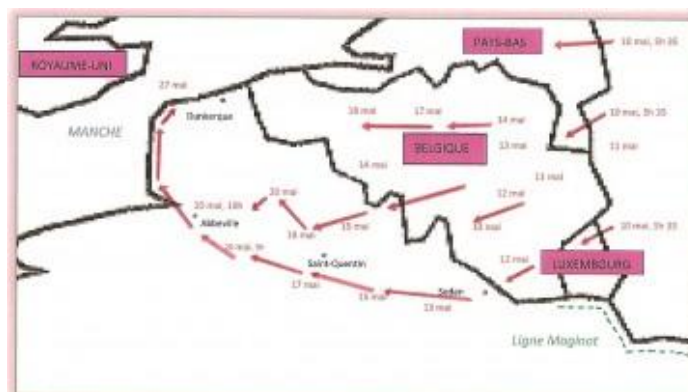 PAYS-BAS
10 mai, 5h 35
ROYAUME-UNI
27 mai
Dunkerque
MANCHE
18 mai
17 mai
14 mai
10 mai, 5h 35
BELGIQUE
13 mai
11 mai
14 mai
11 mai
20 mai
12 mai
20 mai, 18h
Abbeville
15 mai
16 mai
10 mai, 5h 35
20 mai, 9h
Saint-Quentin
12 mai
LUXEMBOURG
17 mai
15 mai
Sedan
13 mai
Ligne Maginot